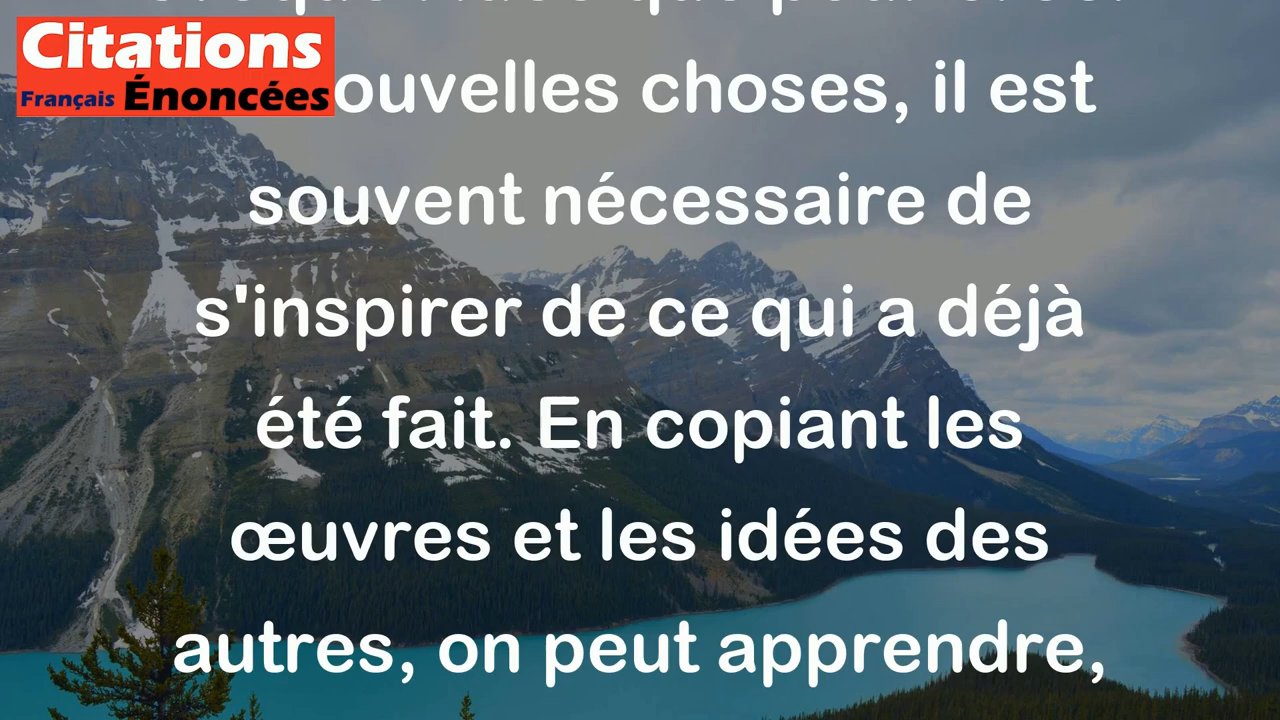 Citations
Français Énoncées
ouvelles choses, il est
souvent nécessaire de
s'inspirer de ce qui a déjà
été fait. En copiant les
œuvres et les idées des
autres, on peut apprendre,